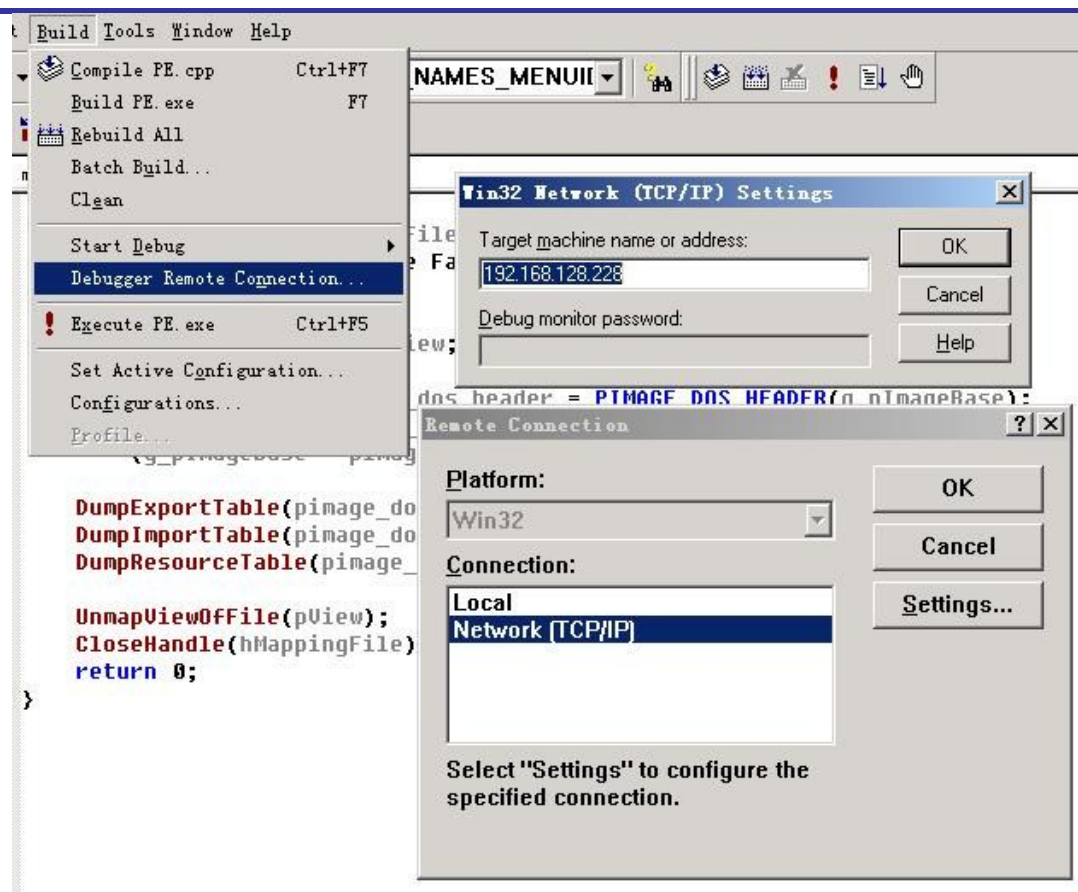 Build Tools Window Help
Compile PE.cpp Ctrl+F7
Build PE.exe F7
Rebuild All
Batch Build...
Clean
Start Debug
Debugger Remote Connection...
Execute PE.exe Ctrl+F5
Set Active Configuration...
Configurations...
Profile...
NAMES_MENUI
Win32 Network (TCP/IP) Settings
Target machine name or address:
192.168.128.228
Debug monitor password:
OK
Cancel
Help
dos_header = PIMAGE_DOS_HEADER(g_pImageBase);
Remote Connection
Platform:
Win32
Connection:
Local
Network (TCP/IP)
OK
Cancel
Settings...
Select "Settings" to configure the
specified connection.
DumpExportTable(pimage_do
DumpImportTable(pimage_do
DumpResourceTable(pimage_
UnmapViewOfFile(pView);
CloseHandle(hMappingFile)
return 0;
}